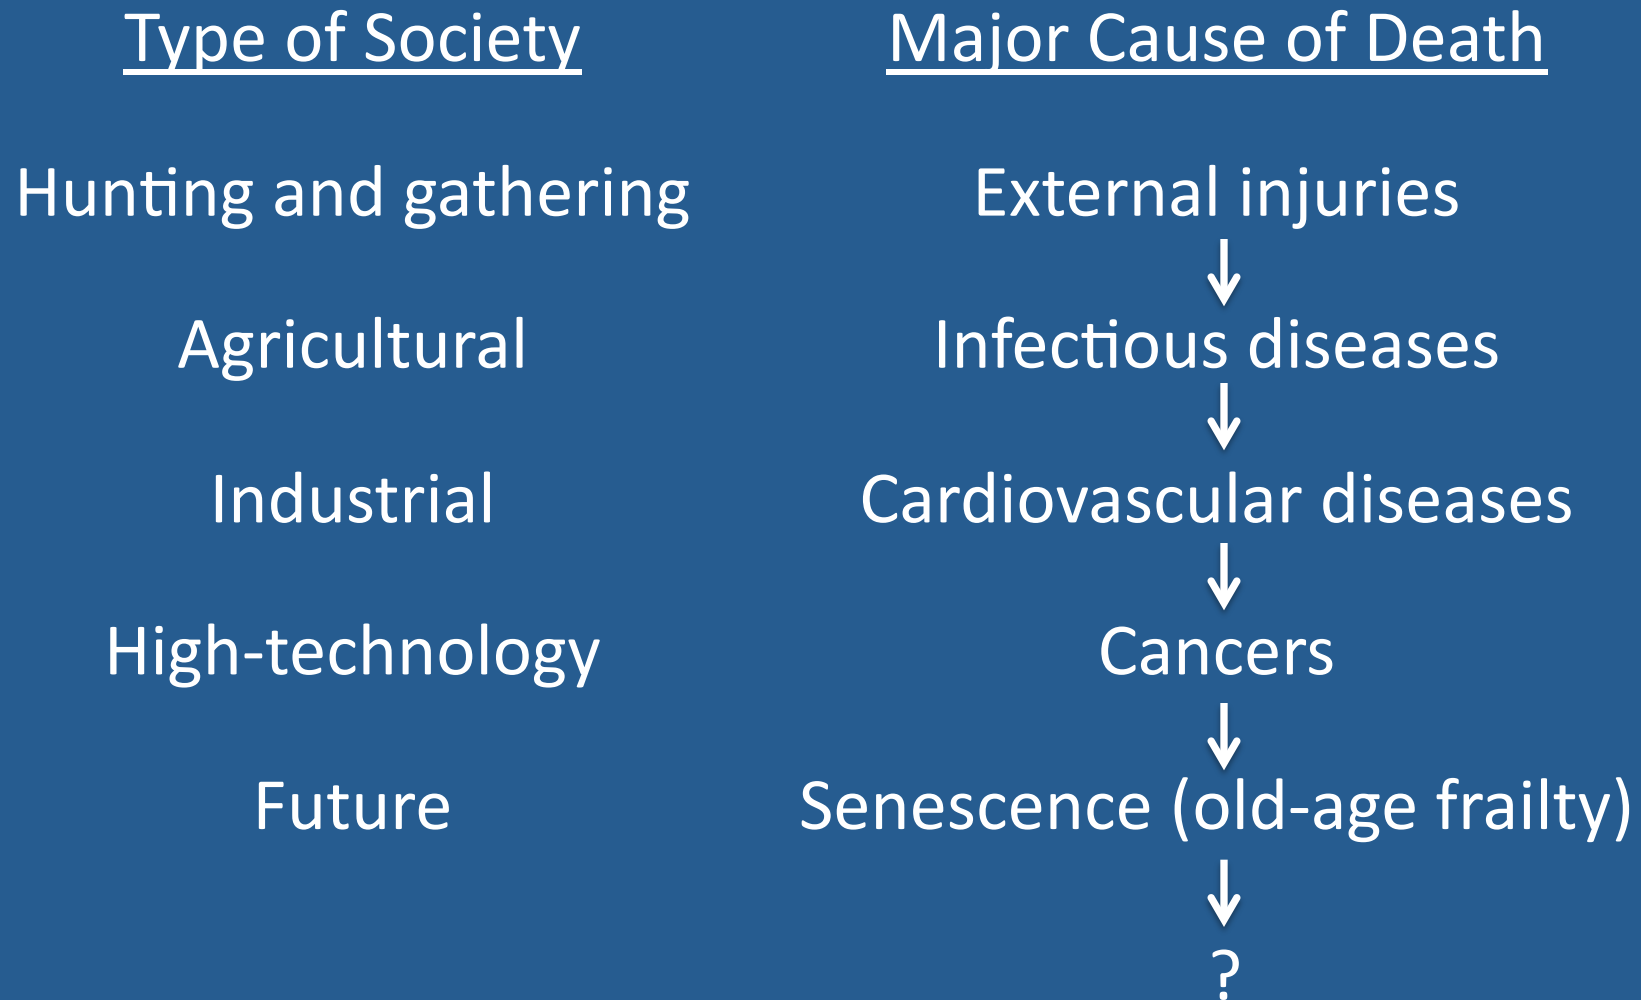 Type of Society Major Cause of Death
Hunting and gathering External injuries
Agricultural Infectious diseases
Industrial Cardiovascular diseases
High-technology Cancers
Future Senescence (old-age frailty)
?